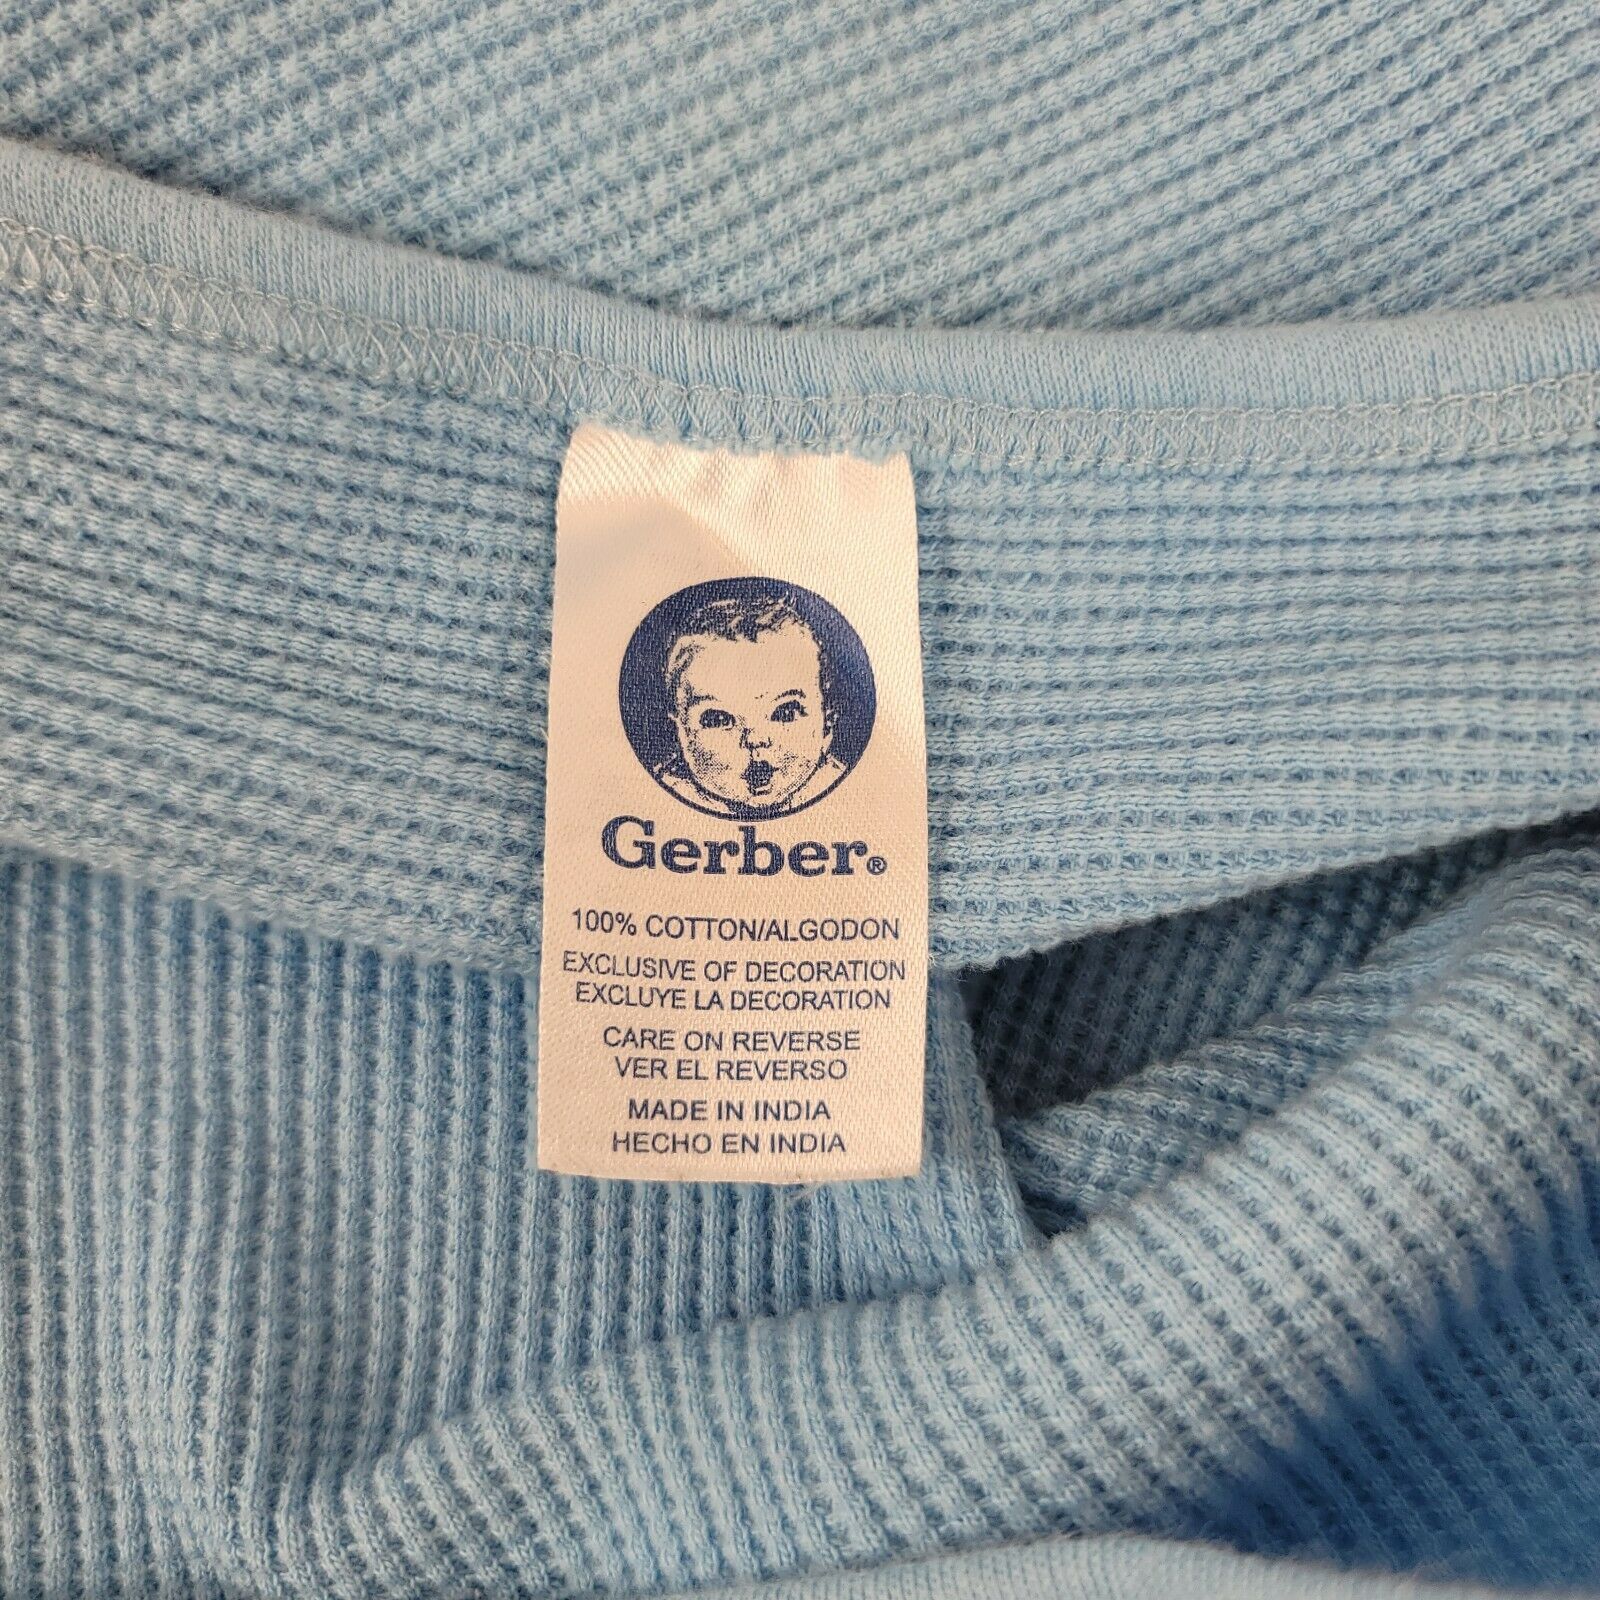 Gerber®
100% COTTON/ALGODON
EXCLUSIVE OF DECORATION
EXCLUYE LA DECORATION
CARE ON REVERSE
VER EL REVERSO
MADE IN INDIA
HECHO EN INDIA